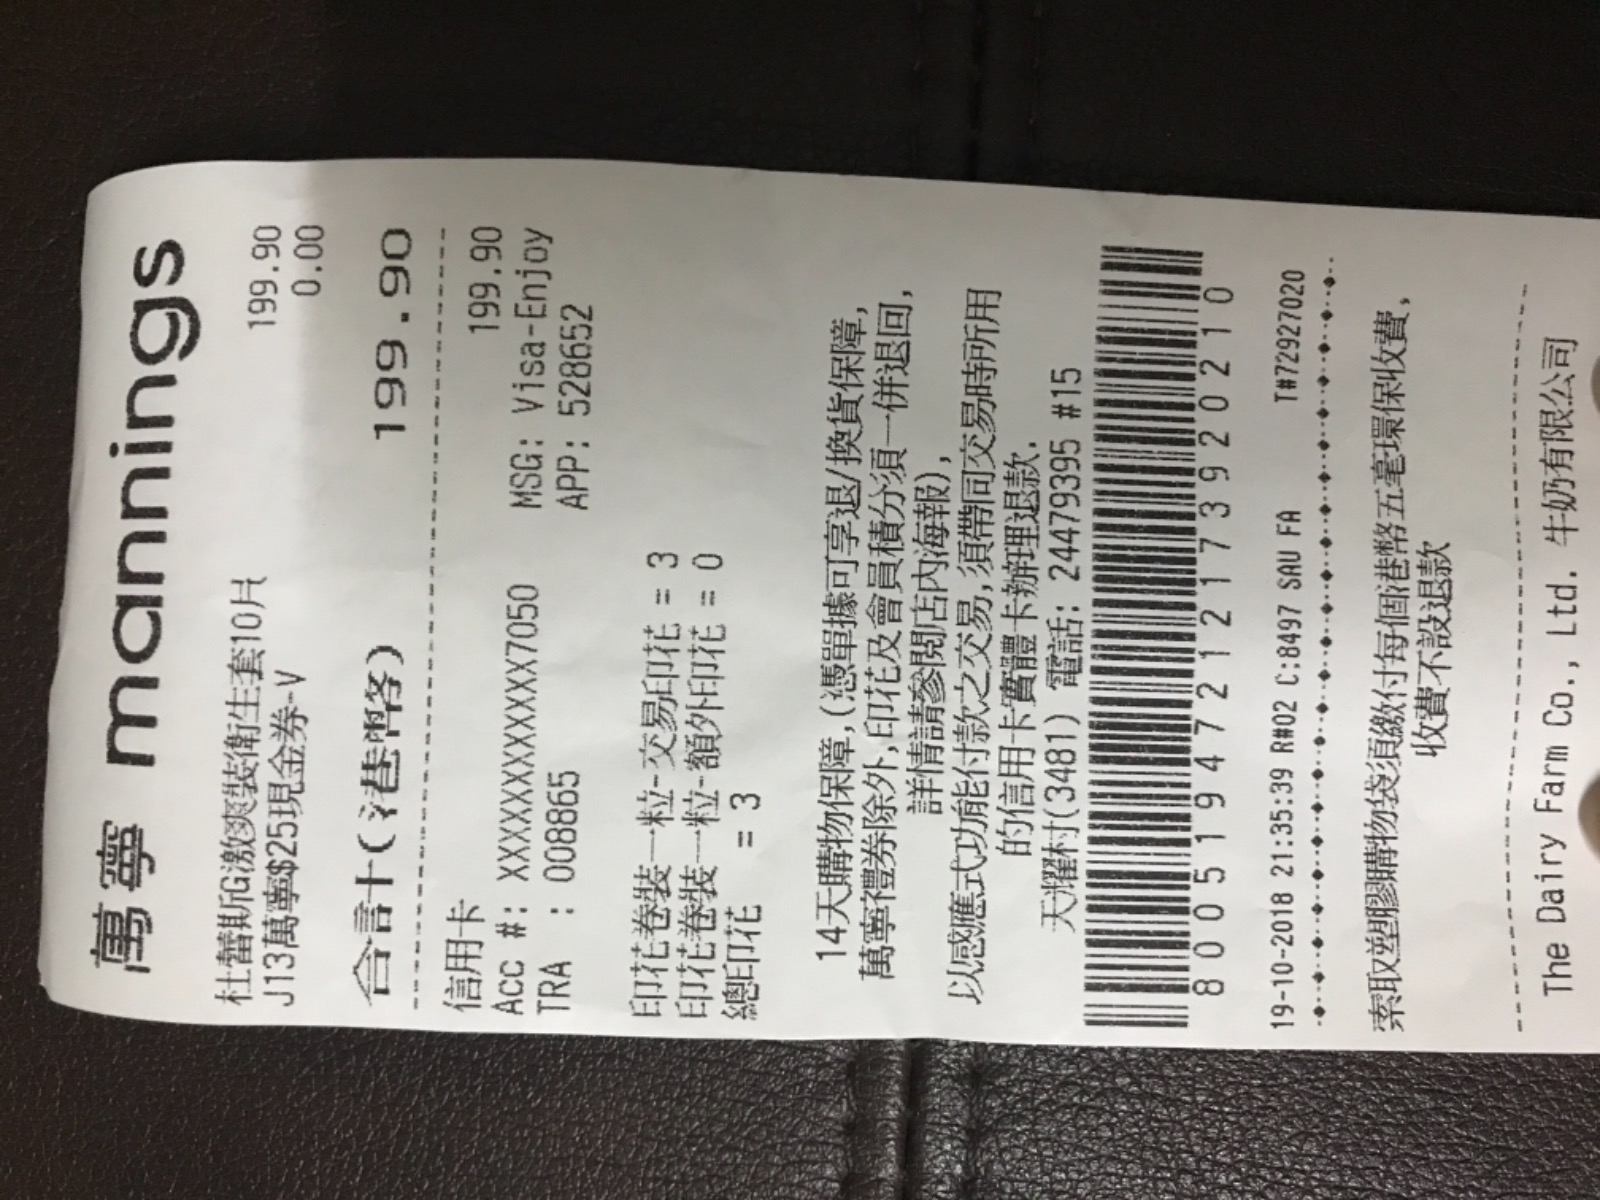 萬寧 mannings
杜蕾斯G激爽裝衛生套10片 199.90
J13萬寧$25現金券-V 0.00
合計(港幣) 199.90
信用卡 199.90
Acc #: XXXXXXXXXXXX7050 MSG: Visa-Enjoy
TRA : 008865 APP: 528652
印花卷裝一粒-交易印花 = 3
印花卷裝一粒-額外印花 = 0
總印花 = 3
14天購物保障,(憑單據可享退/換貨保障,
萬寧禮券除外,印花及會員積分須一併退回,
詳情請參閱店內海報),
以感應式功能付款之交易,須帶同交易時所用
的信用卡實體卡辦理退款.
天耀村(3481) 電話: 24479395 #15
80051947212173920210
19-10-2018 21:35:39 R#02 C:8497 SAU FA T#72927020
索取塑膠購物袋須繳付每個港幣五毫環保收費,
收費不設退款
The Dairy Farm Co., Ltd. 牛奶有限公司